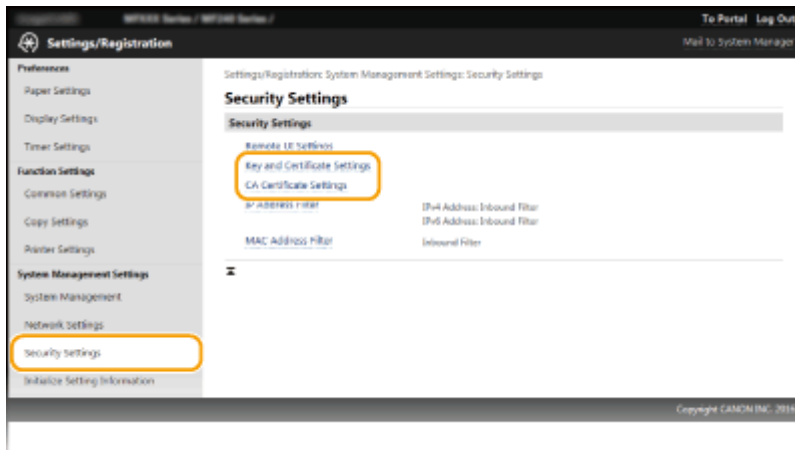 To Portal Log Out
Settings/Registration
Mail to System Manager
Preferences
Paper Settings
Display Settings
Timer Settings
Function Settings
Common Settings
Copy Settings
Printer Settings
System Management Settings
System Management
Network Settings
Security Settings
Initialize Setting Information
Settings/Registration: System Management Settings: Security Settings
Security Settings
Security Settings
Remote UI Settings
Key and Certificate Settings
CA Certificate Settings
IP Address Filter
IPv4 Address: Inbound Filter
IPv6 Address: Inbound Filter
MAC Address Filter
Inbound Filter
Copyright CANON INC.